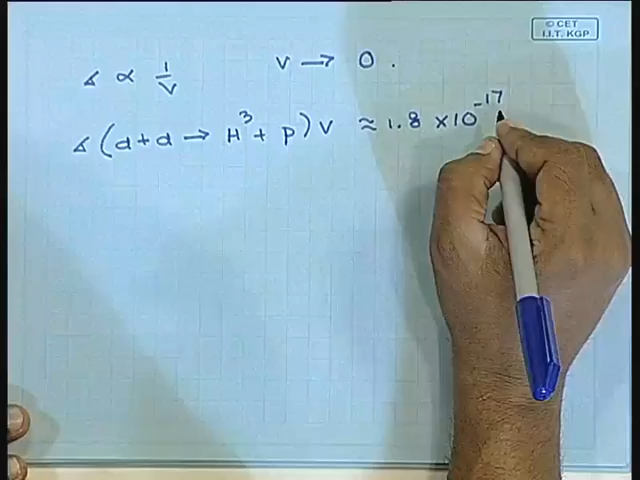 © CET
I.I.T. KGP
∡ ∝ 1/v v → 0 .
∡ (d+d → H³ + p) v ≈ 1.8 ×10⁻¹⁷